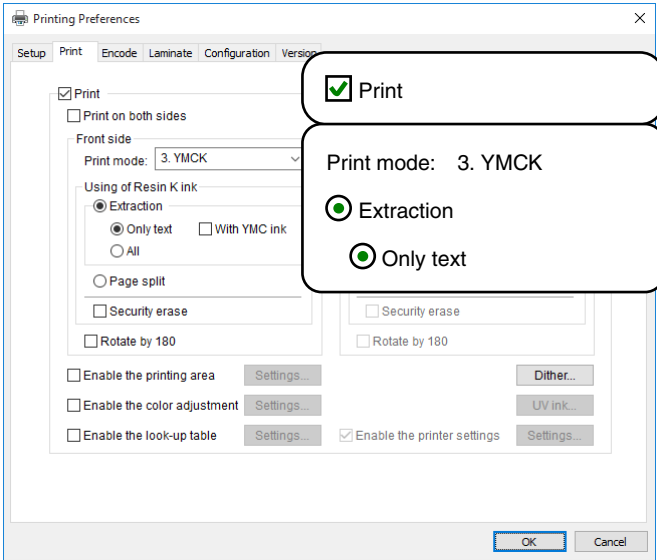 Printing Preferences
Setup Print Encode Laminate Configuration Version
Print
Print
Print on both sides
Front side
Print mode: 3. YMCK
Print mode: 3. YMCK
Using of Resin K ink
Extraction
Extraction
Only text With YMC ink
Only text
All
Page split
Security erase Security erase
Rotate by 180 Rotate by 180
Enable the printing area Settings... Dither...
Enable the color adjustment Settings... UV ink...
Enable the look-up table Settings... Enable the printer settings Settings...
OK Cancel